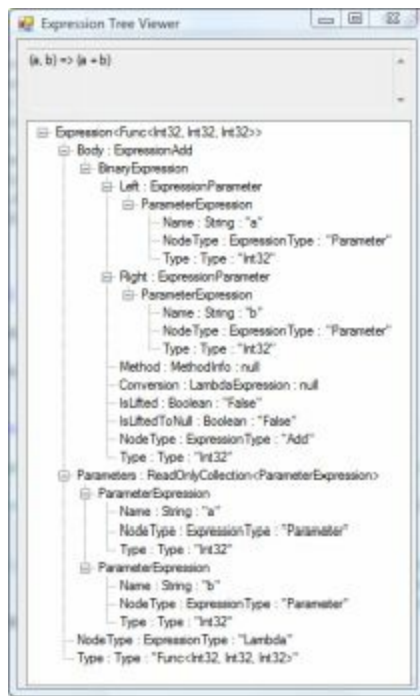 Expression Tree Viewer
(a, b) => (a + b)
Expression<Func<Int32, Int32, Int32>>
Body : ExpressionAdd
BinaryExpression
Left : ExpressionParameter
ParameterExpression
Name : String : "a"
NodeType : ExpressionType : "Parameter"
Type : Type : "Int32"
Right : ExpressionParameter
ParameterExpression
Name : String : "b"
NodeType : ExpressionType : "Parameter"
Type : Type : "Int32"
Method : MethodInfo : null
Conversion : LambdaExpression : null
IsLifted : Boolean : "False"
IsLiftedToNull : Boolean : "False"
NodeType : ExpressionType : "Add"
Type : Type : "Int32"
Parameters : ReadOnlyCollection<ParameterExpression>
ParameterExpression
Name : String : "a"
NodeType : ExpressionType : "Parameter"
Type : Type : "Int32"
ParameterExpression
Name : String : "b"
NodeType : ExpressionType : "Parameter"
Type : Type : "Int32"
NodeType : ExpressionType : "Lambda"
Type : Type : "Func<Int32, Int32, Int32>"